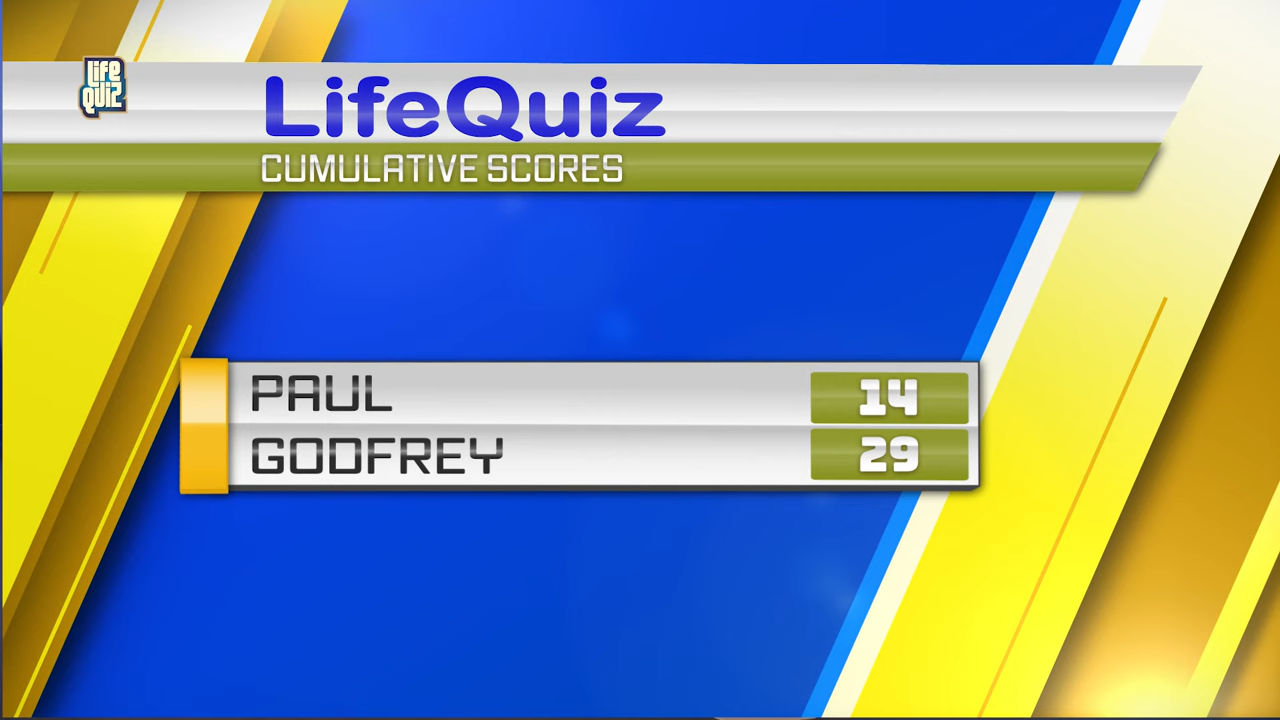 LIFE
QUIZ
LifeQuiz
CUMULATIVE SCORES
PAUL 14
GODFREY 29